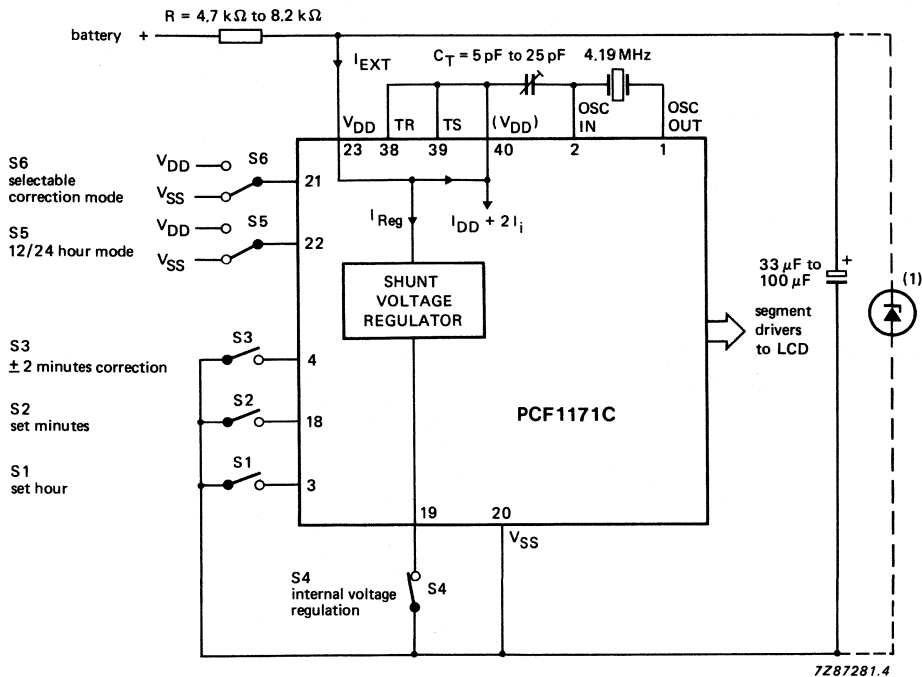 R = 4,7 kΩ to 8,2 kΩ
battery +
I_EXT
C_T = 5 pF to 25 pF
4.19 MHz
V_DD
TR
TS
(V_DD)
OSC IN
OSC OUT
23
38
39
40
2
1
S6
selectable
correction mode
V_DD
S6
V_SS
21
S5
12/24 hour mode
V_DD
S5
V_SS
22
I_Reg
I_DD + 2I_i
SHUNT
VOLTAGE
REGULATOR
33 μF to
100 μF
+
(1)
segment
drivers
to LCD
S3
± 2 minutes correction
S3
4
PCF1171C
S2
set minutes
S2
18
S1
set hour
S1
3
19
20
V_SS
S4
internal voltage
regulation
S4
7Z87281.4